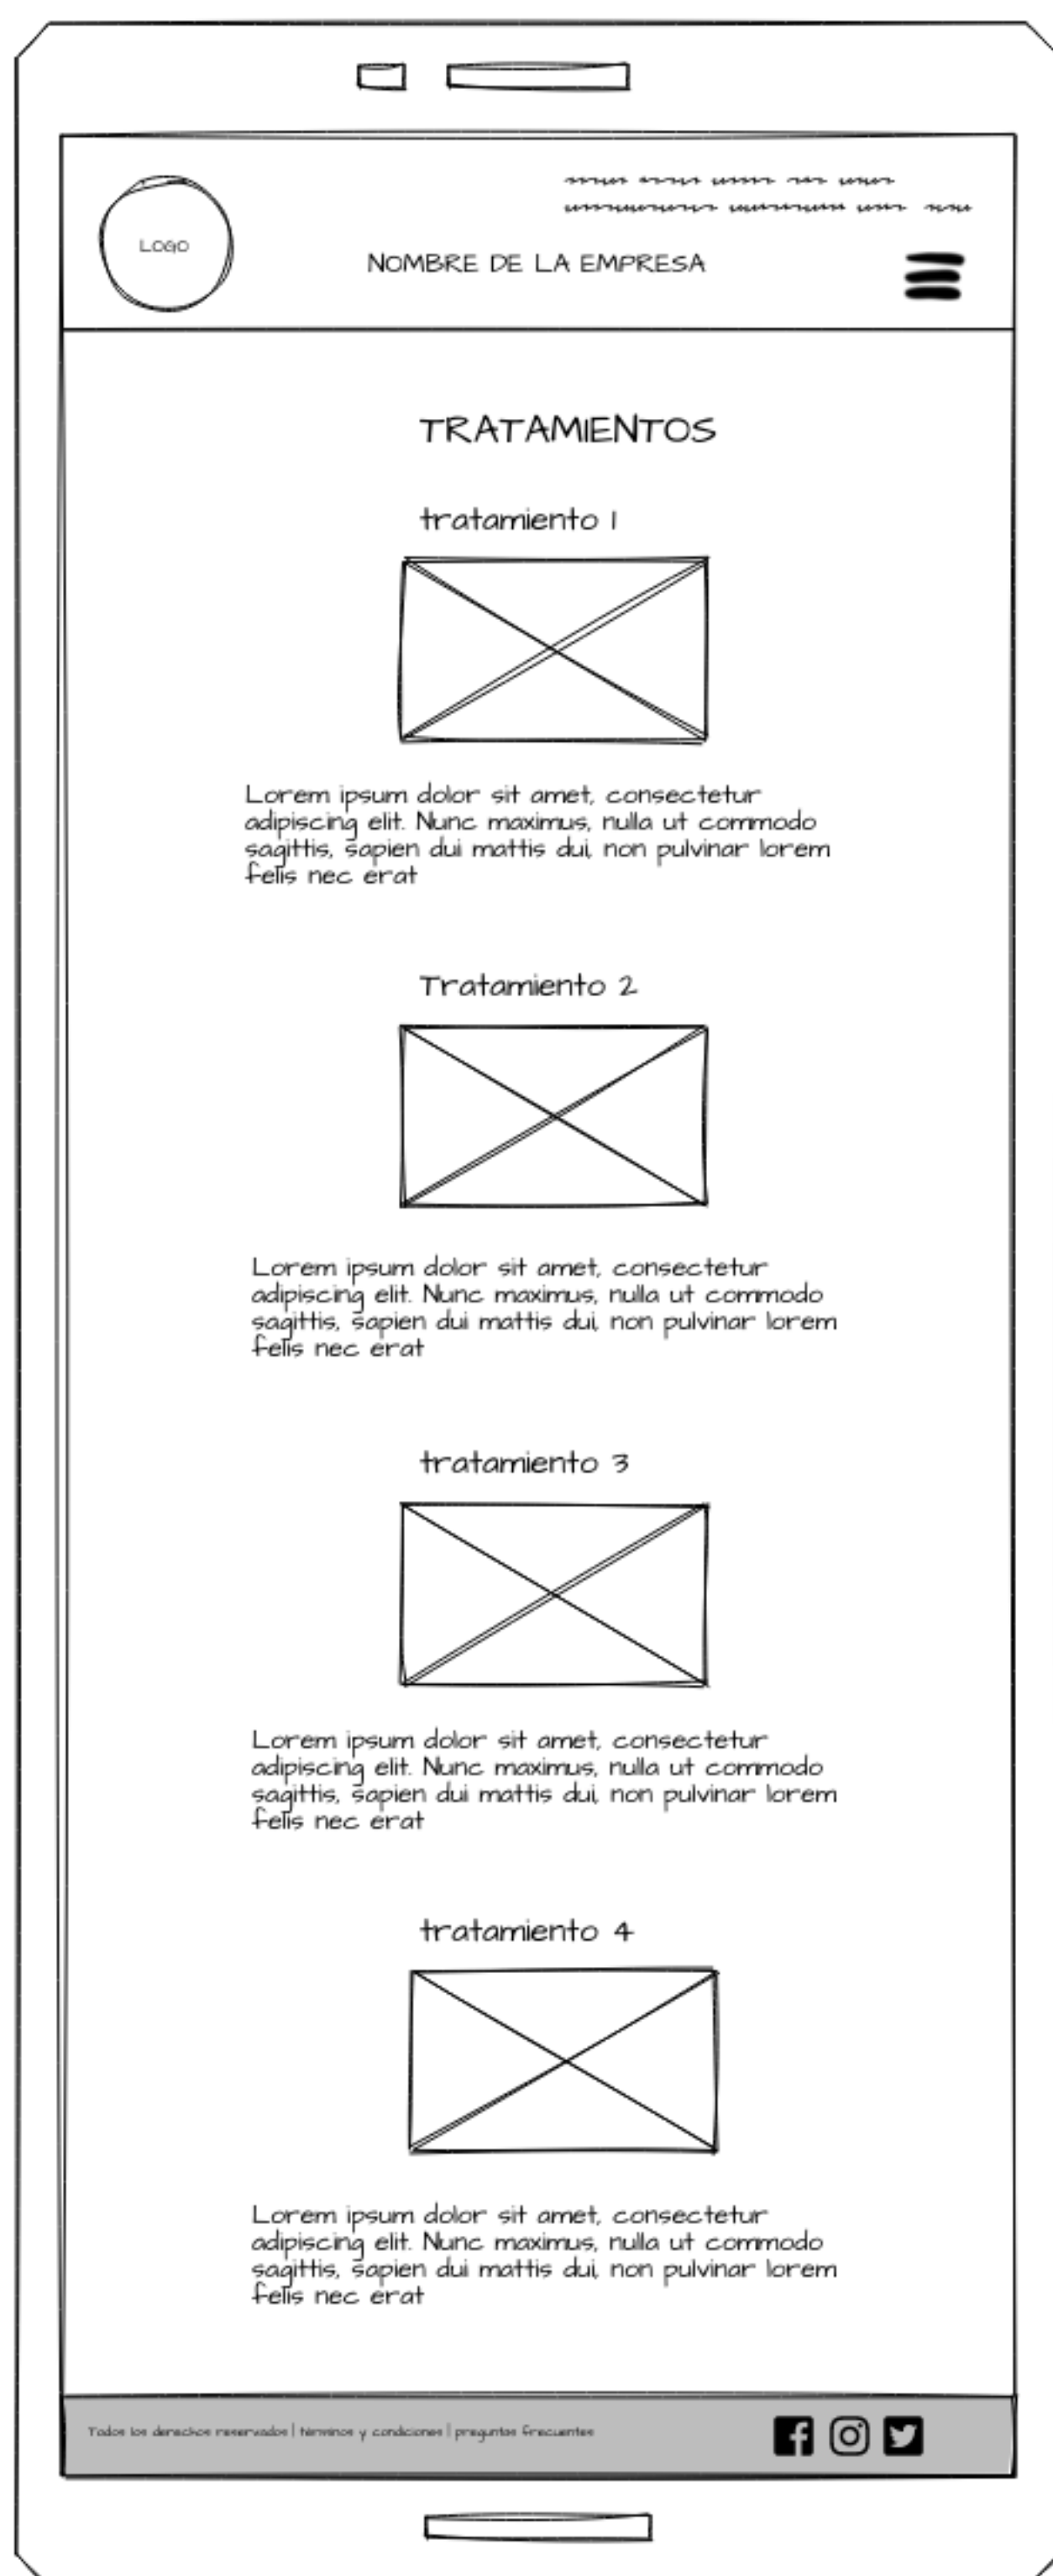 LOGO
NOMBRE DE LA EMPRESA
TRATAMIENTOS
tratamiento 1
Lorem ipsum dolor sit amet, consectetur
adipiscing elit. Nunc maximus, nulla ut commodo
sagittis, sapien dui mattis dui, non pulvinar lorem
felis nec erat
Tratamiento 2
Lorem ipsum dolor sit amet, consectetur
adipiscing elit. Nunc maximus, nulla ut commodo
sagittis, sapien dui mattis dui, non pulvinar lorem
felis nec erat
tratamiento 3
Lorem ipsum dolor sit amet, consectetur
adipiscing elit. Nunc maximus, nulla ut commodo
sagittis, sapien dui mattis dui, non pulvinar lorem
felis nec erat
tratamiento 4
Lorem ipsum dolor sit amet, consectetur
adipiscing elit. Nunc maximus, nulla ut commodo
sagittis, sapien dui mattis dui, non pulvinar lorem
felis nec erat
Todos los derechos reservados | términos y condiciones | preguntas frecuentes